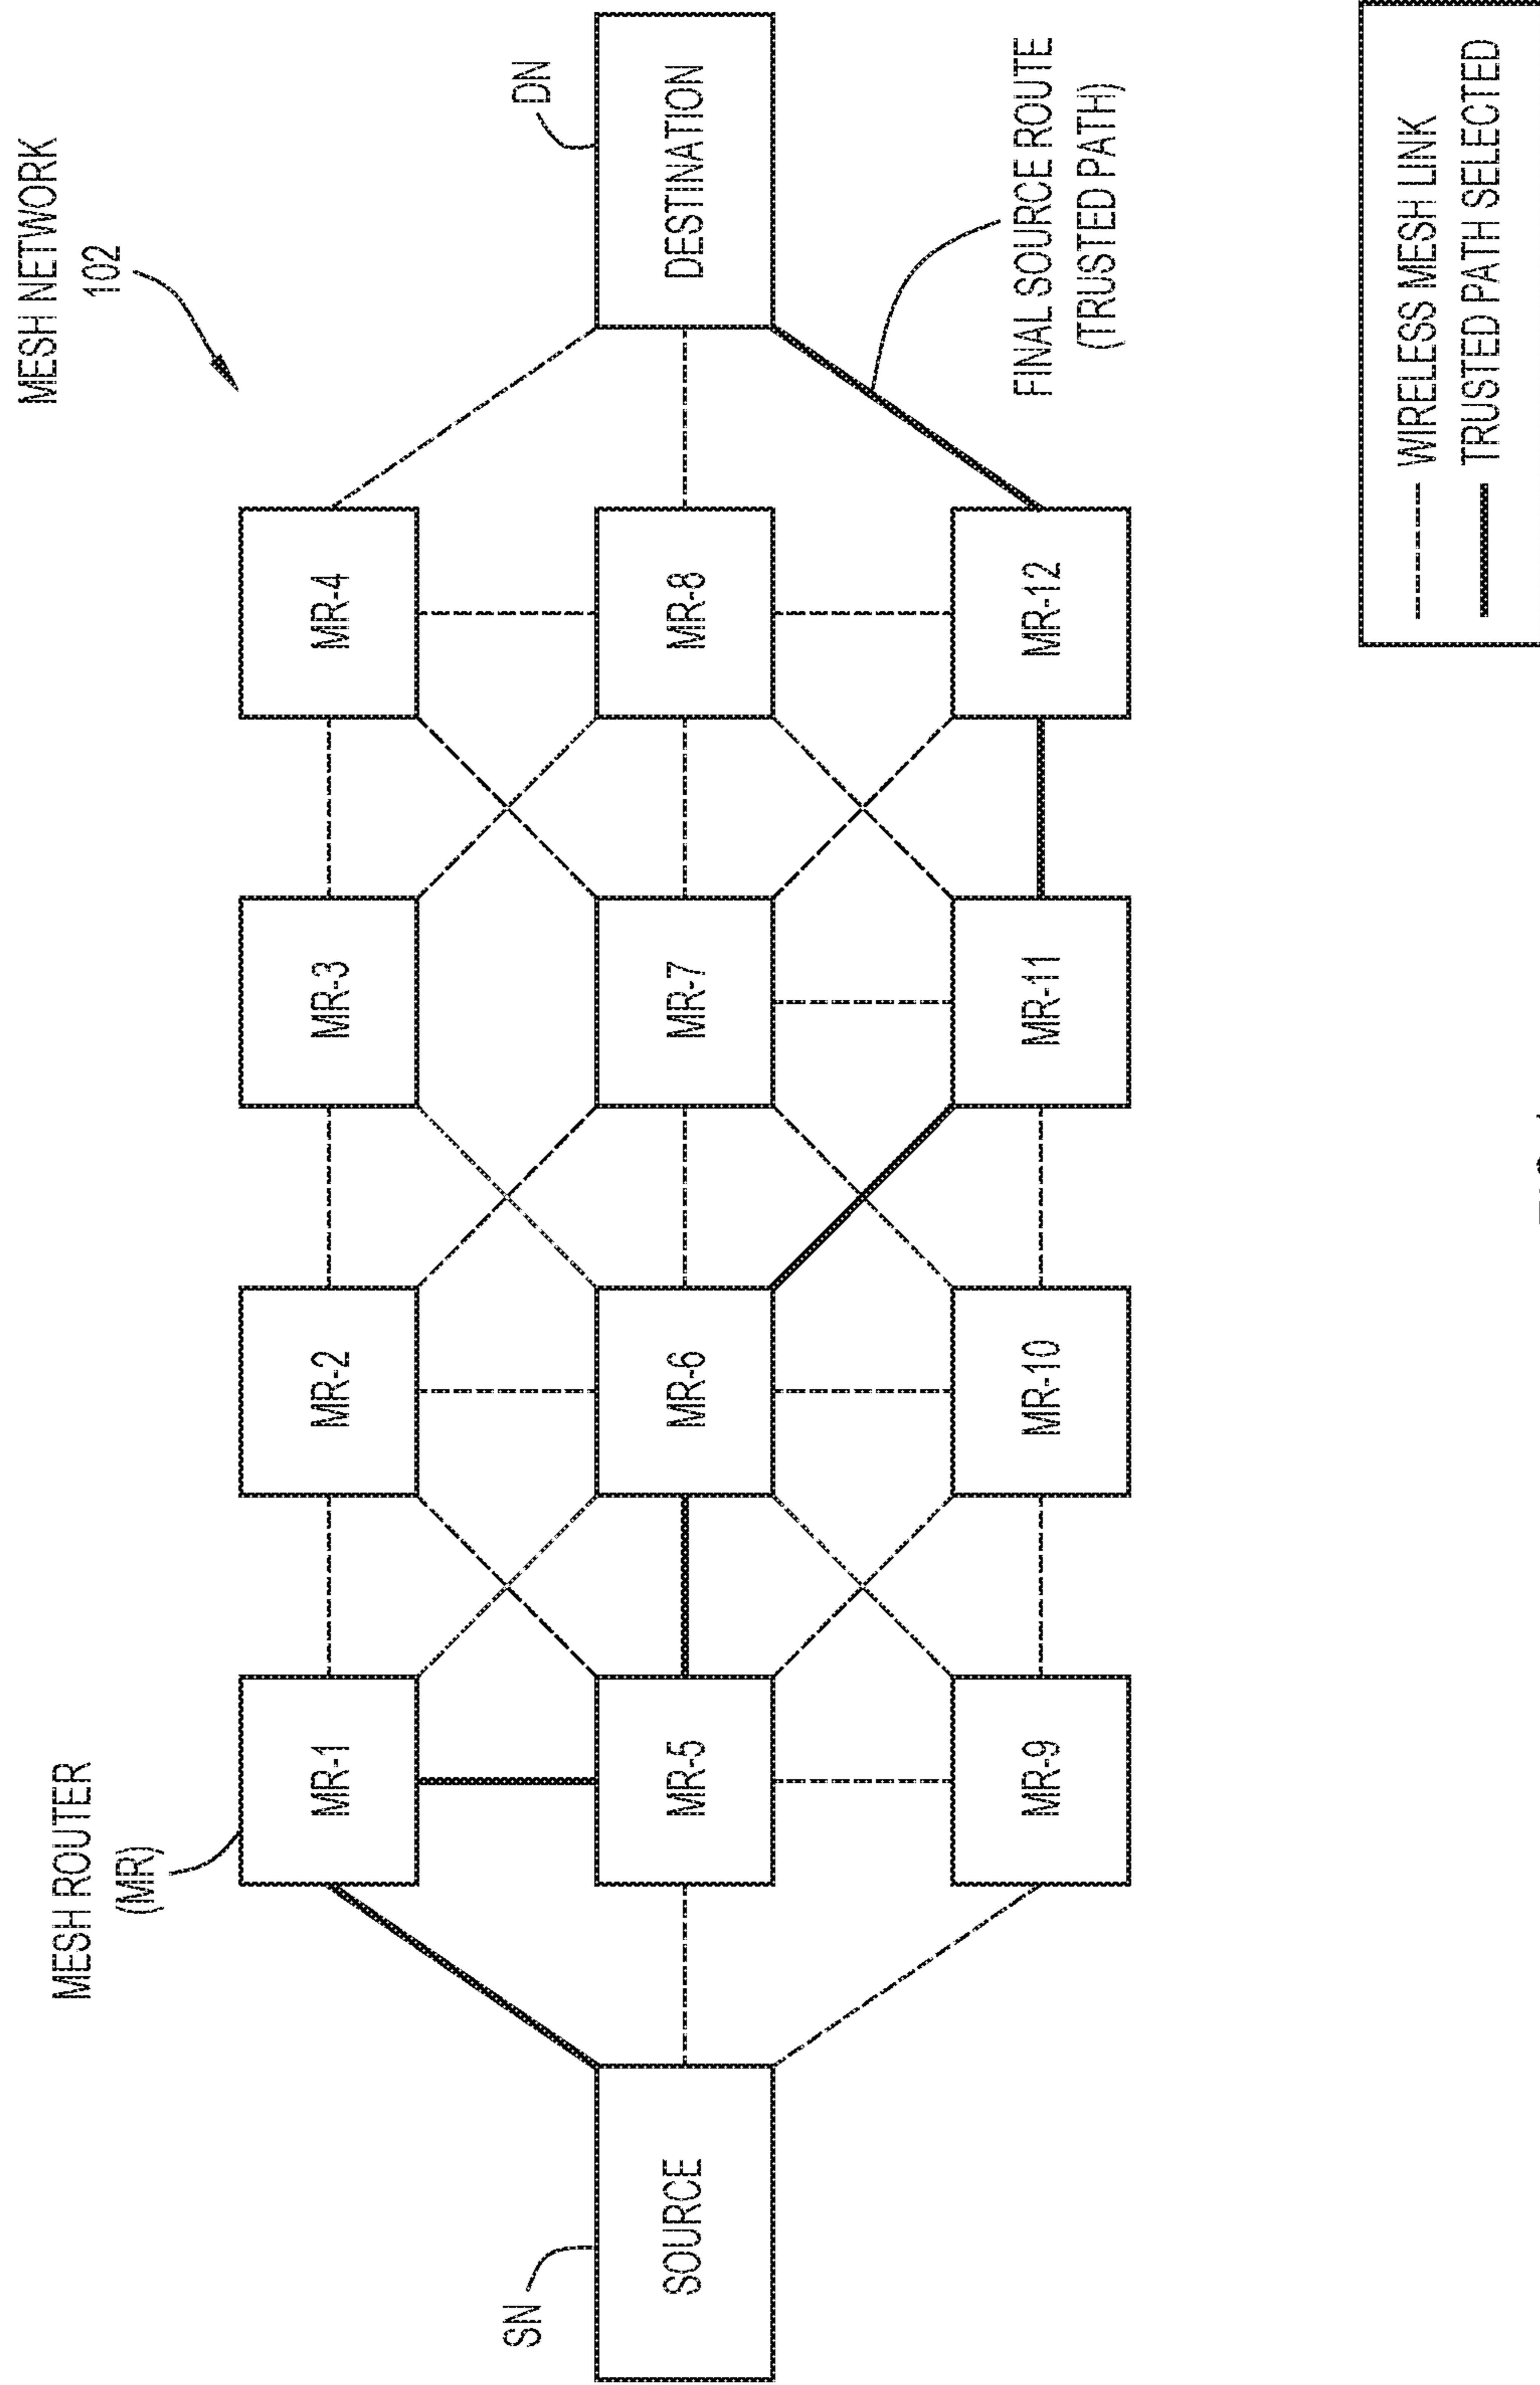 MESH NETWORK
102
MESH ROUTER
(MR)
MR-1
MR-2
MR-3
MR-4
SN
DN
SOURCE
MR-5
MR-6
MR-7
MR-8
DESTINATION
MR-9
MR-10
MR-11
MR-12
FINAL SOURCE ROUTE
(TRUSTED PATH)
WIRELESS MESH LINK
TRUSTED PATH SELECTED